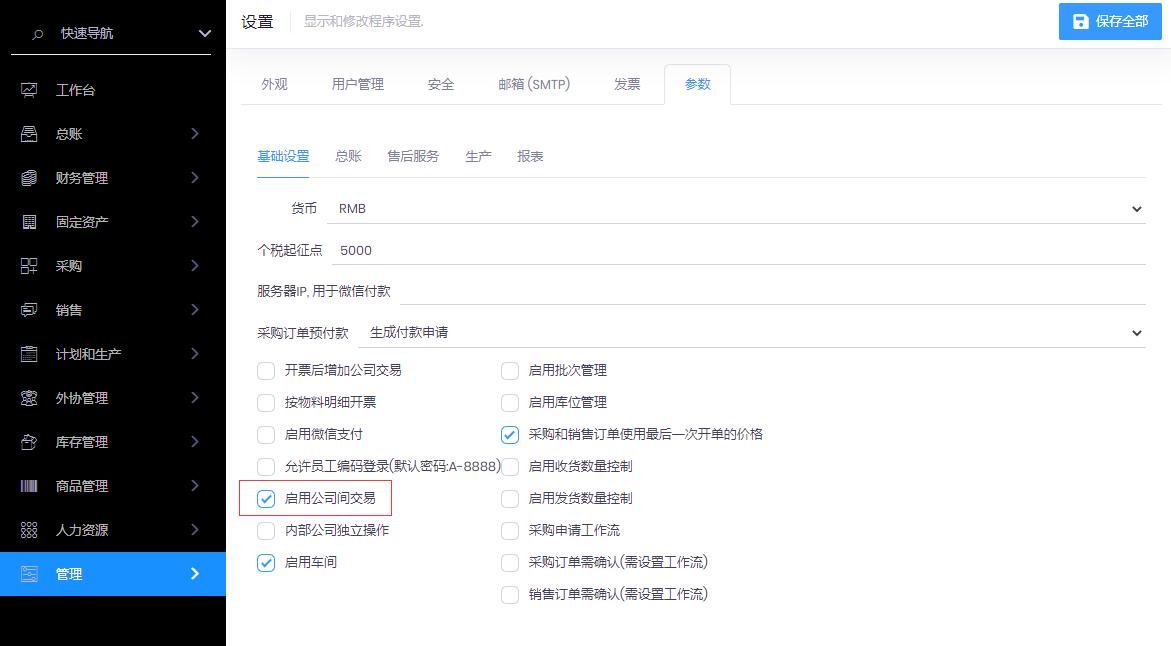 快速导航
工作台
总账
财务管理
固定资产
采购
销售
计划和生产
外协管理
库存管理
商品管理
人力资源
管理
设置 显示和修改程序设置. 保存全部
外观 用户管理 安全 邮箱 (SMTP) 发票 参数
基础设置 总账 售后服务 生产 报表
货币 RMB
个税起征点 5000
服务器IP, 用于微信付款
采购订单预付款 生成付款申请
开票后增加公司交易 启用批次管理
按物料明细开票 启用库位管理
启用微信支付 采购和销售订单使用最后一次开单的价格
允许员工编码登录(默认密码:A-8888) 启用收货数量控制
启用公司间交易 启用发货数量控制
内部公司独立操作 采购申请工作流
启用车间 采购订单需确认(需设置工作流)
销售订单需确认(需设置工作流)